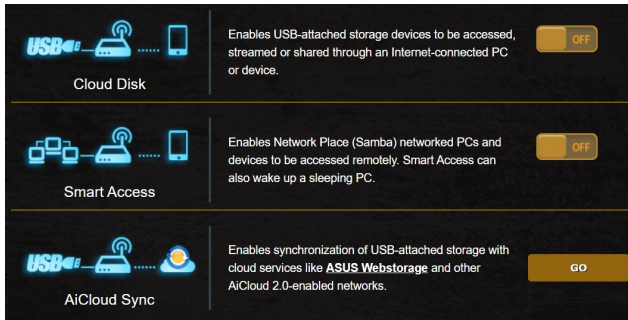 USB
Enables USB-attached storage devices to be accessed,
streamed or shared through an Internet-connected PC
or device.
OFF
Cloud Disk
Enables Network Place (Samba) networked PCs and
devices to be accessed remotely. Smart Access can
also wake up a sleeping PC.
OFF
Smart Access
USB
Enables synchronization of USB-attached storage with
cloud services like ASUS Webstorage and other
AiCloud 2.0-enabled networks.
GO
AiCloud Sync